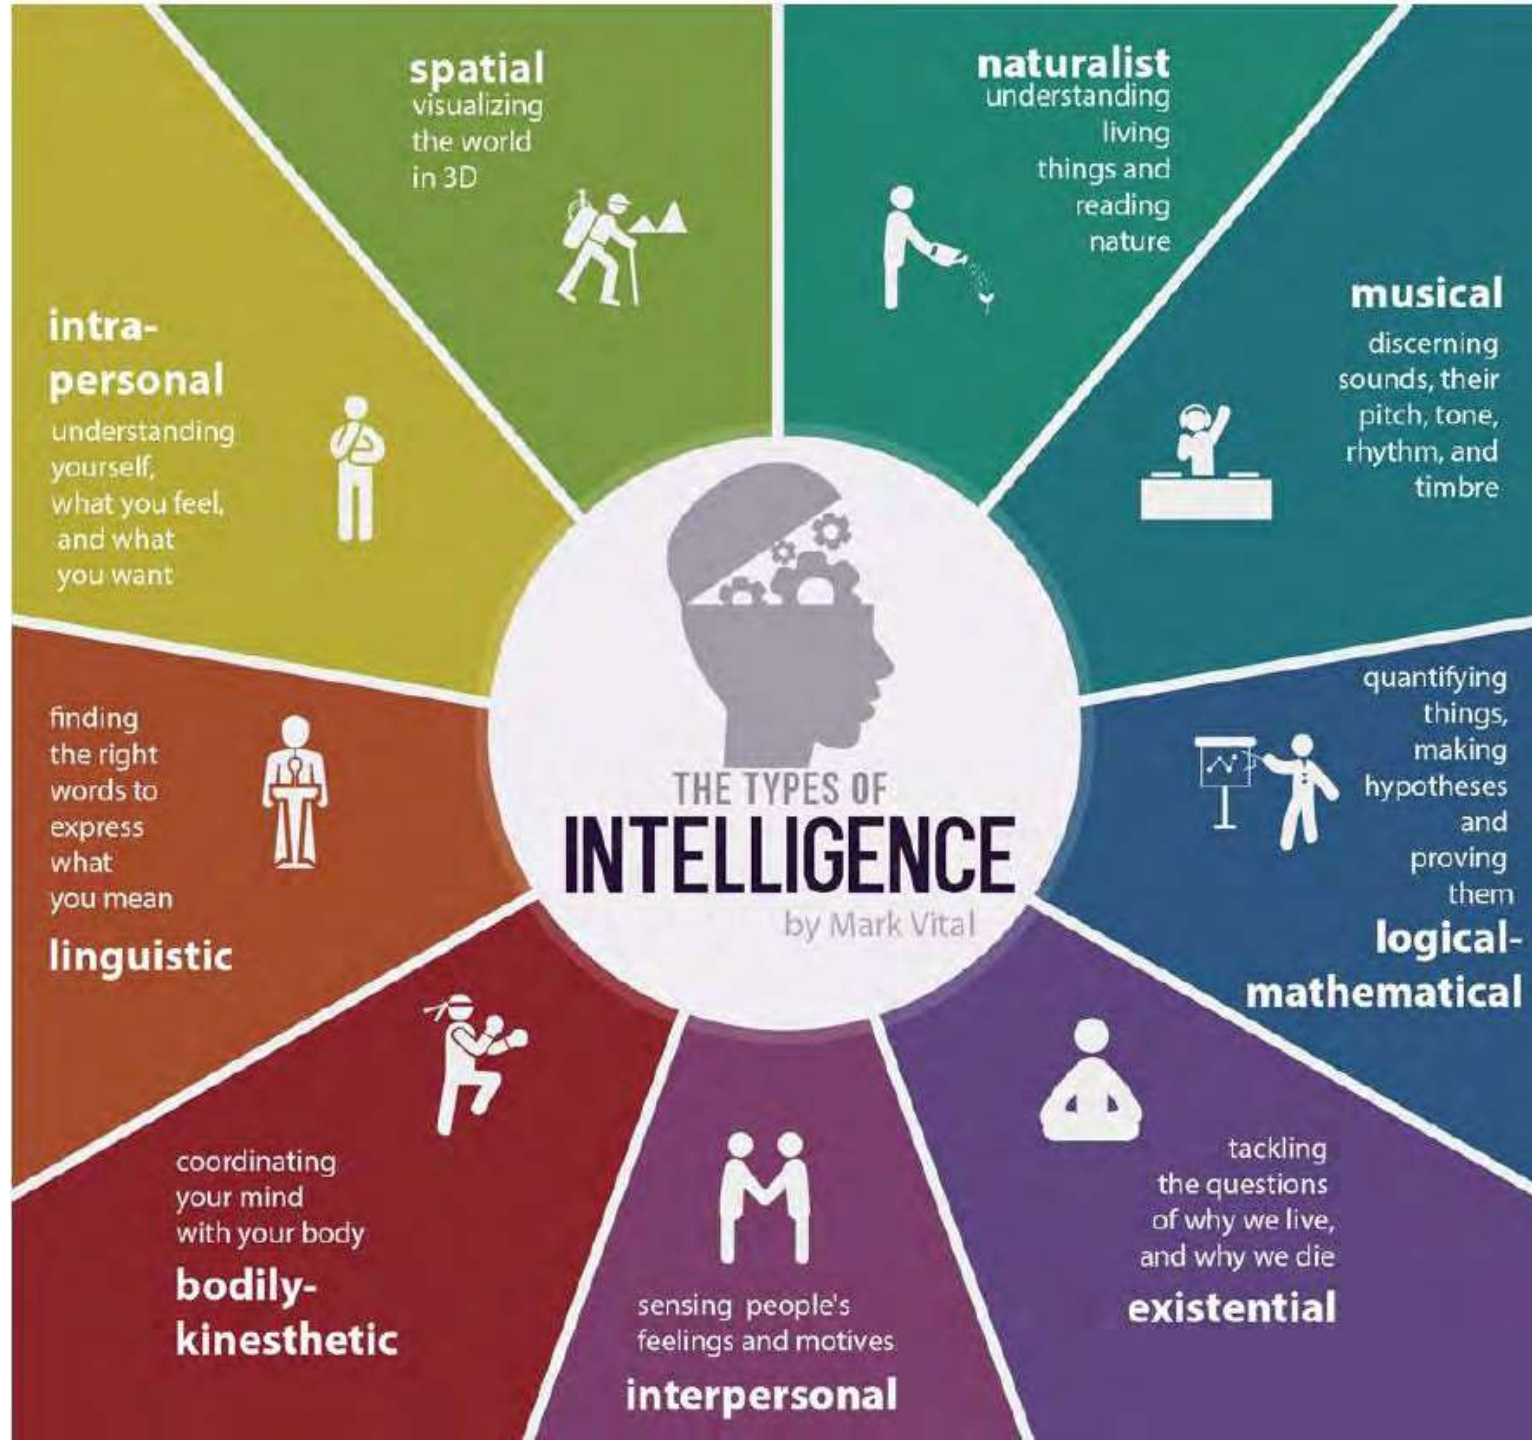 spatial
visualizing
the world
in 3D
naturalist
understanding
living
things and
reading
nature
musical
discerning
sounds, their
pitch, tone,
rhythm, and
timbre
quantifying
things,
making
hypotheses
and
proving
them
logical-
mathematical
tackling
the questions
of why we live,
and why we die
existential
sensing people's
feelings and motives
interpersonal
coordinating
your mind
with your body
bodily-
kinesthetic
finding
the right
words to
express
what
you mean
linguistic
intra-
personal
understanding
yourself,
what you feel,
and what
you want
THE TYPES OF
INTELLIGENCE
by Mark Vital